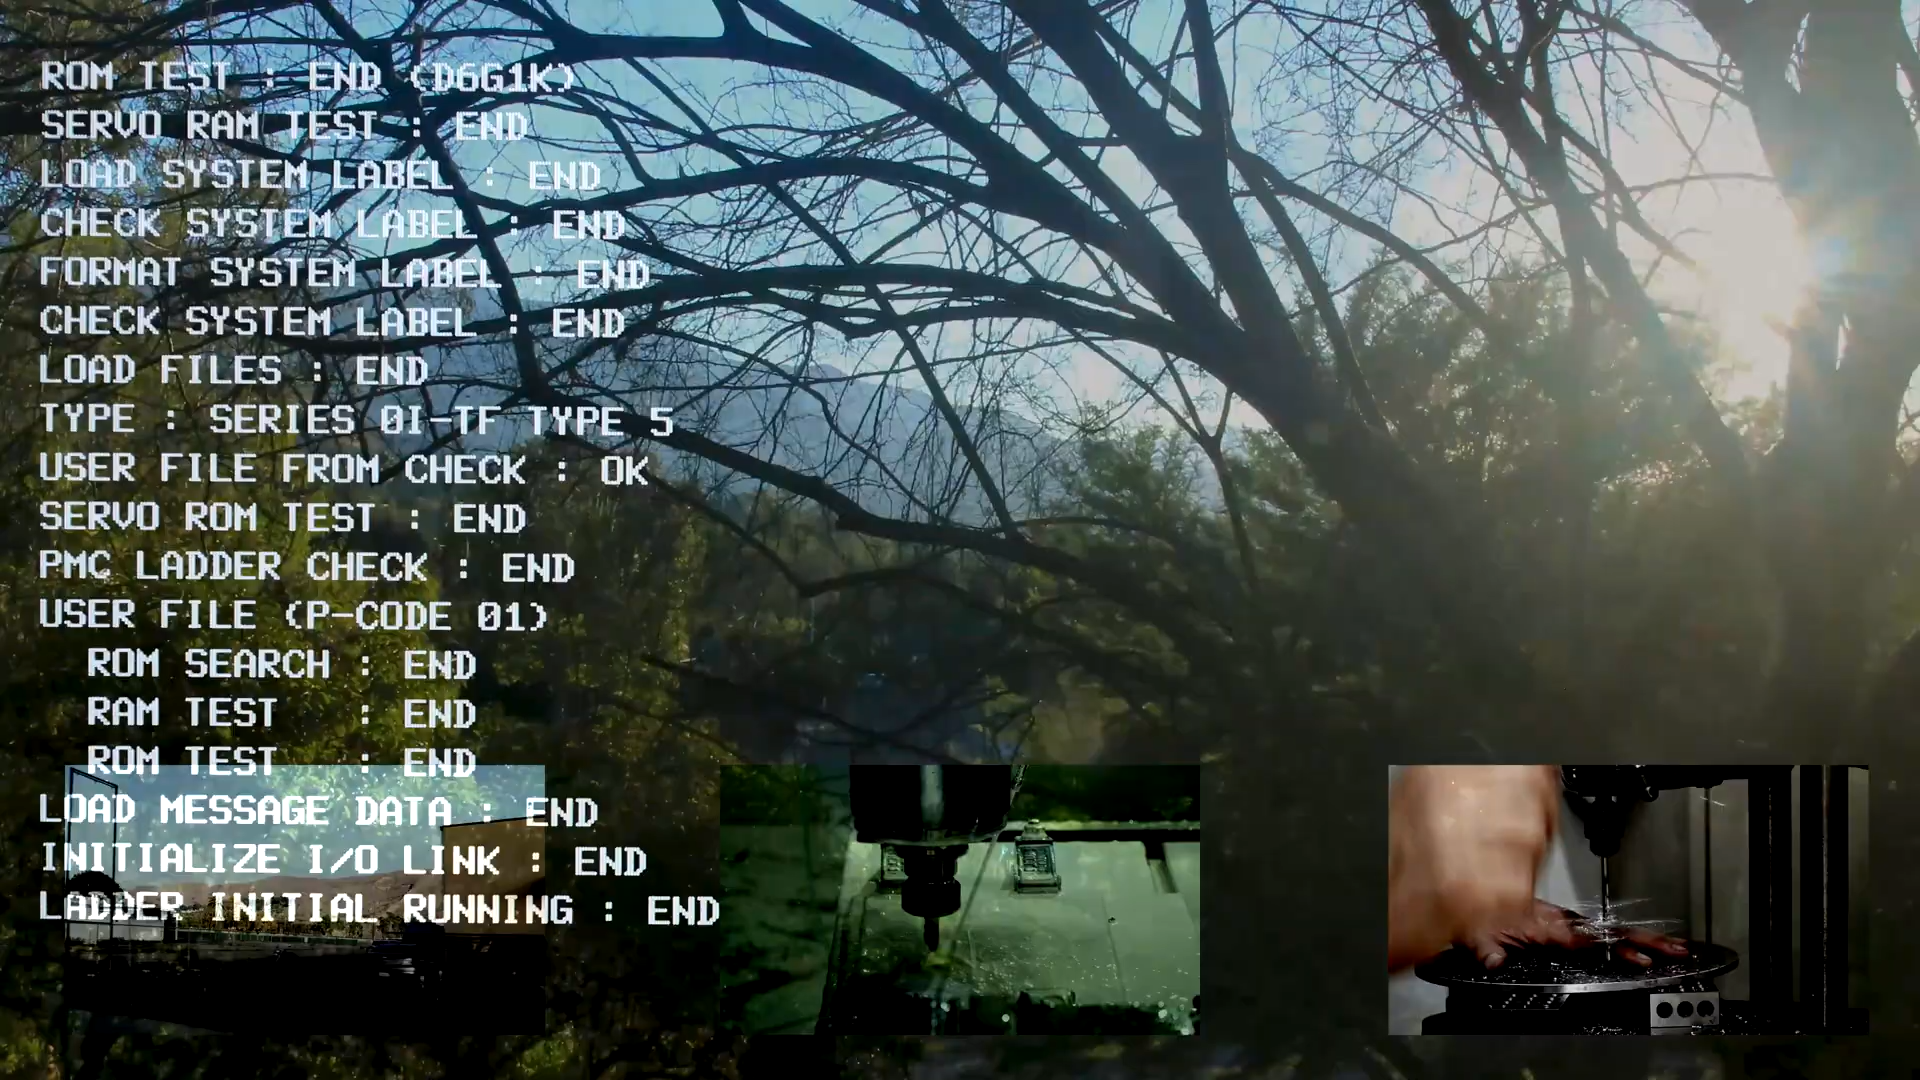 ROM TEST : END (D6G1K)
SERVO RAM TEST : END
LOAD SYSTEM LABEL : END
CHECK SYSTEM LABEL : END
FORMAT SYSTEM LABEL : END
CHECK SYSTEM LABEL : END
LOAD FILES : END
TYPE : SERIES 0I-TF TYPE 5
USER FILE FROM CHECK : OK
SERVO ROM TEST : END
PMC LADDER CHECK : END
USER FILE (P-CODE 01)
ROM SEARCH : END
RAM TEST : END
ROM TEST : END
LOAD MESSAGE DATA : END
INITIALIZE I/O LINK : END
LADDER INITIAL RUNNING : END